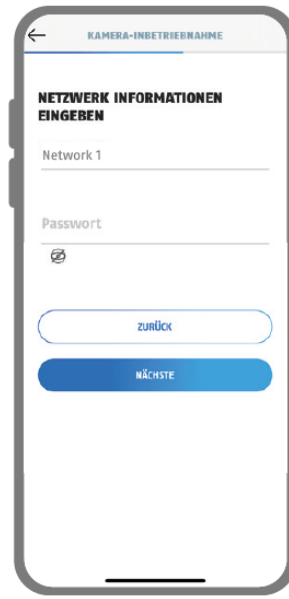 KAMERA-INBETRIEBNAHME
NETZWERK INFORMATIONEN
EINGEBEN
Network 1
Passwort
ZURÜCK
NÄCHSTE